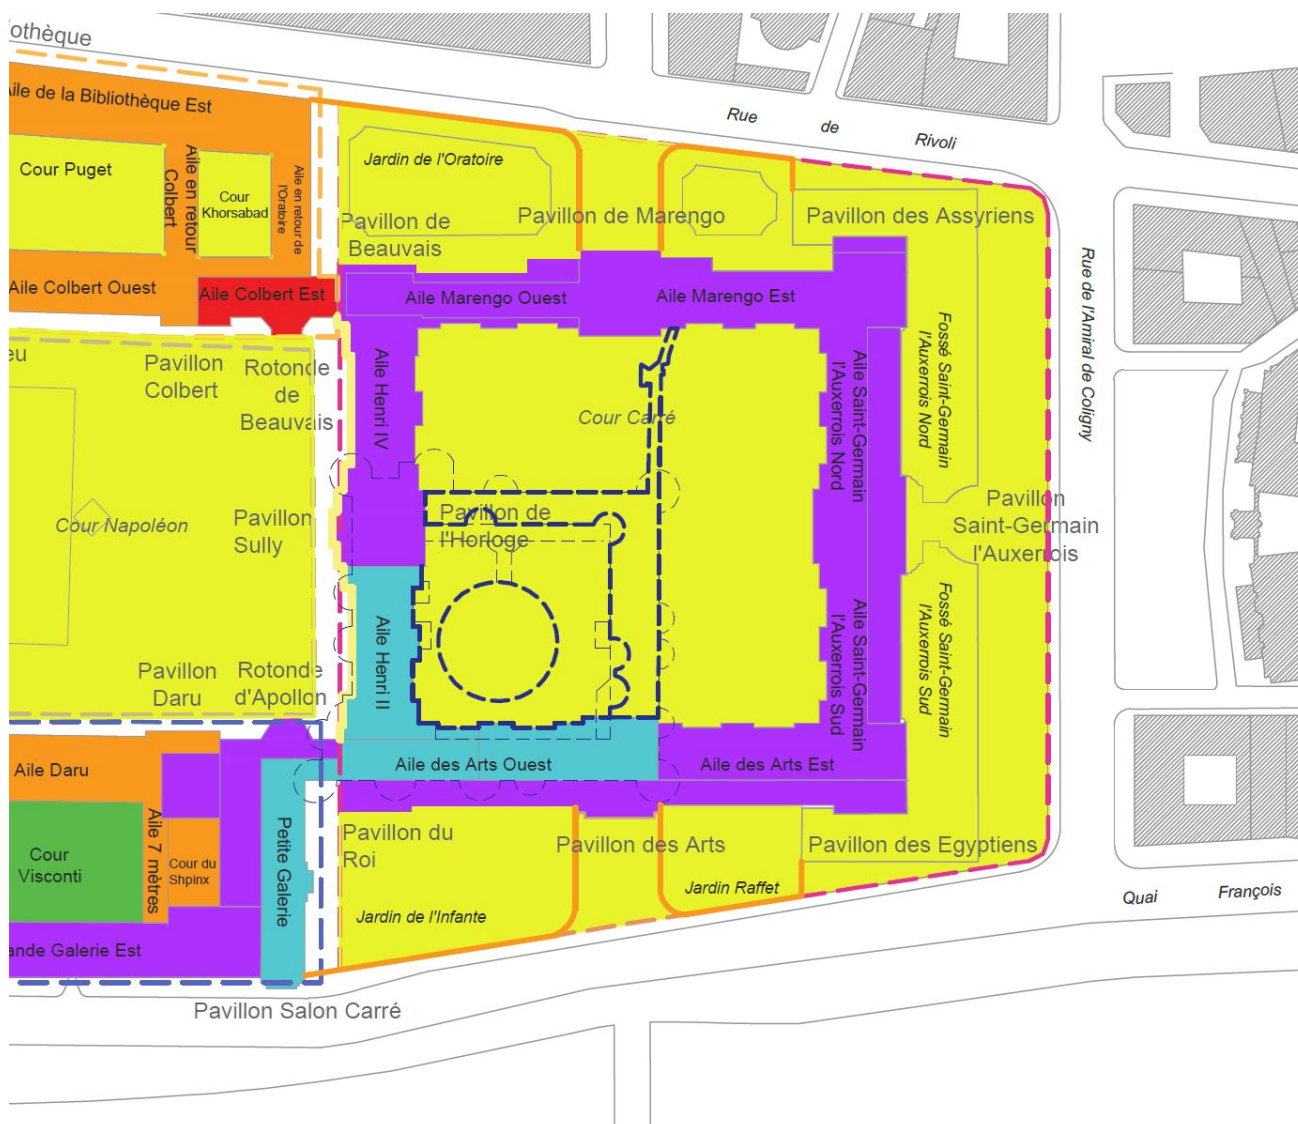 othèque
Aile de la Bibliothèque Est
Rue de Rivoli
Jardin de l'Oratoire
Cour Puget
Aile en retour
Colbert
Cour
Khorsabad
Aile en retour de
l'Oratoire
Pavillon de
Beauvais
Pavillon de Marengo
Pavillon des Assyriens
Aile Colbert Ouest
Aile Colbert Est
Aile Marengo Ouest
Aile Marengo Est
Rue de l'Amiral de Coligny
eu
Pavillon
Colbert
Rotonde
de
Beauvais
Aile Henri IV
Cour Carré
Aile Saint-Germain
l'Auxerrois Nord
Fossé Saint-Germain
l'Auxerrois Nord
Cour Napoléon
Pavillon
Sully
Pavillon de
l'Horloge
Pavillon
Saint-Germain
l'Auxerrois
Pavillon
Daru
Rotonde
d'Apollon
Aile Henri II
Aile Saint-Germain
l'Auxerrois Sud
Fossé Saint-Germain
l'Auxerrois Sud
Aile Daru
Aile des Arts Ouest
Aile des Arts Est
Cour
Visconti
Aile 7 mètres
Cour du
Shpinx
Petite Galerie
Pavillon du
Roi
Pavillon des Arts
Pavillon des Egyptiens
Jardin de l'Infante
Jardin Raffet
Quai François
ande Galerie Est
Pavillon Salon Carré